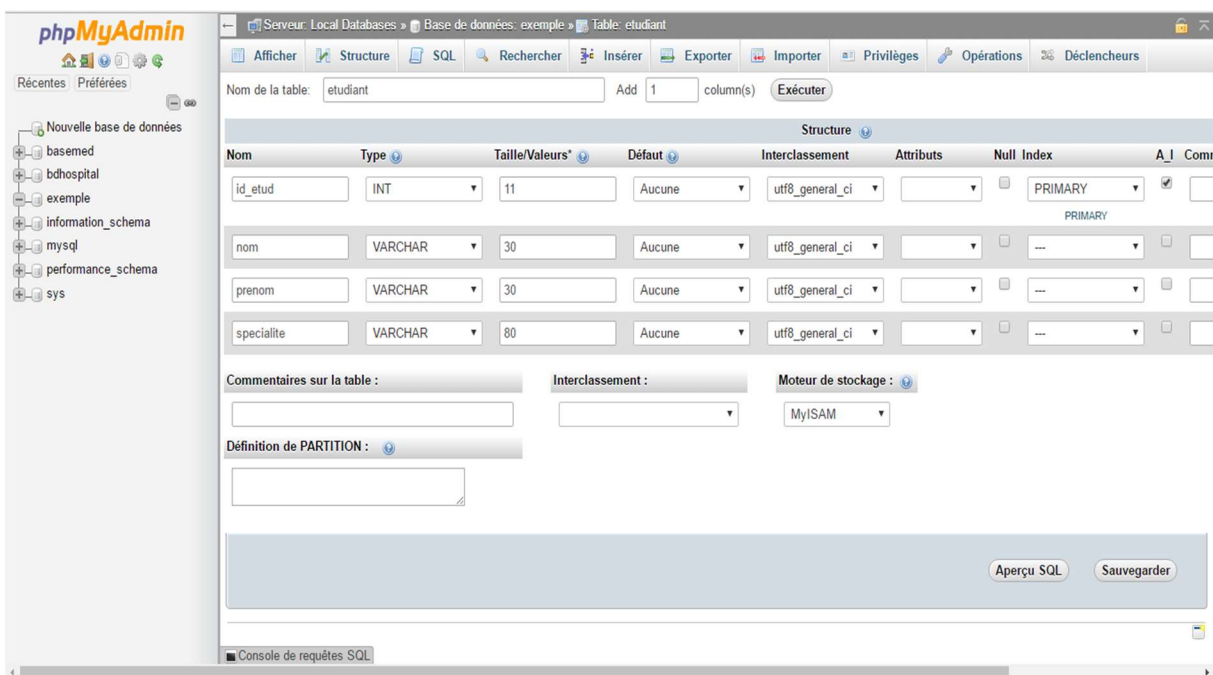 phpMyAdmin
Récentes Préférées
Nouvelle base de données
basemed
bdhospital
exemple
information_schema
mysql
performance_schema
sys
Serveur: Local Databases » Base de données: exemple » Table: etudiant
Afficher Structure SQL Rechercher Insérer Exporter Importer Privilèges Opérations Déclencheurs
Nom de la table: etudiant Add 1 column(s) Exécuter
Structure
Nom Type Taille/Valeurs* Défaut Interclassement Attributs Null Index A_I Comm
id_etud INT 11 Aucune utf8_general_ci PRIMARY
PRIMARY
nom VARCHAR 30 Aucune utf8_general_ci ---
prenom VARCHAR 30 Aucune utf8_general_ci ---
specialite VARCHAR 80 Aucune utf8_general_ci ---
Commentaires sur la table : Interclassement : Moteur de stockage :
MyISAM
Définition de PARTITION :
Aperçu SQL Sauvegarder
Console de requêtes SQL